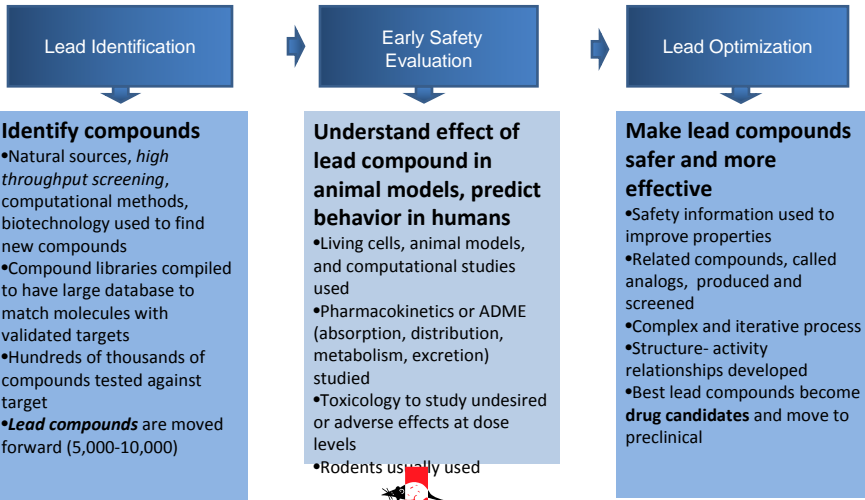 Lead Identification
Early Safety
Evaluation
Lead Optimization
Identify compounds
•Natural sources, high
throughput screening,
computational methods,
biotechnology used to find
new compounds
•Compound libraries compiled
to have large database to
match molecules with
validated targets
•Hundreds of thousands of
compounds tested against
target
•Lead compounds are moved
forward (5,000-10,000)
Understand effect of
lead compound in
animal models, predict
behavior in humans
•Living cells, animal models,
and computational studies
used
•Pharmacokinetics or ADME
(absorption, distribution,
metabolism, excretion)
studied
•Toxicology to study undesired
or adverse effects at dose
levels
•Rodents usually used
Make lead compounds
safer and more
effective
•Safety information used to
improve properties
•Related compounds, called
analogs, produced and
screened
•Complex and iterative process
•Structure- activity
relationships developed
•Best lead compounds become
drug candidates and move to
preclinical